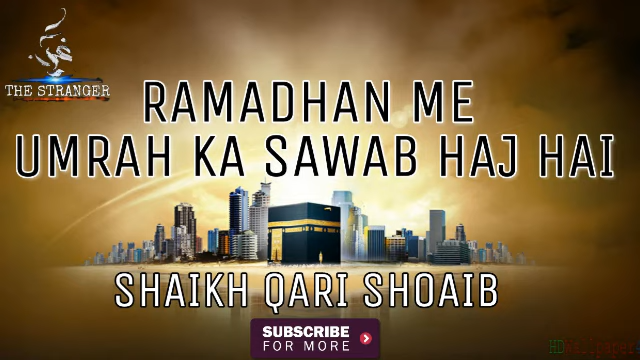 THE STRANGER
RAMADHAN ME
UMRAH KA SAWAB HAJ HAI
SHAIKH QARI SHOAIB
SUBSCRIBE
FOR MORE